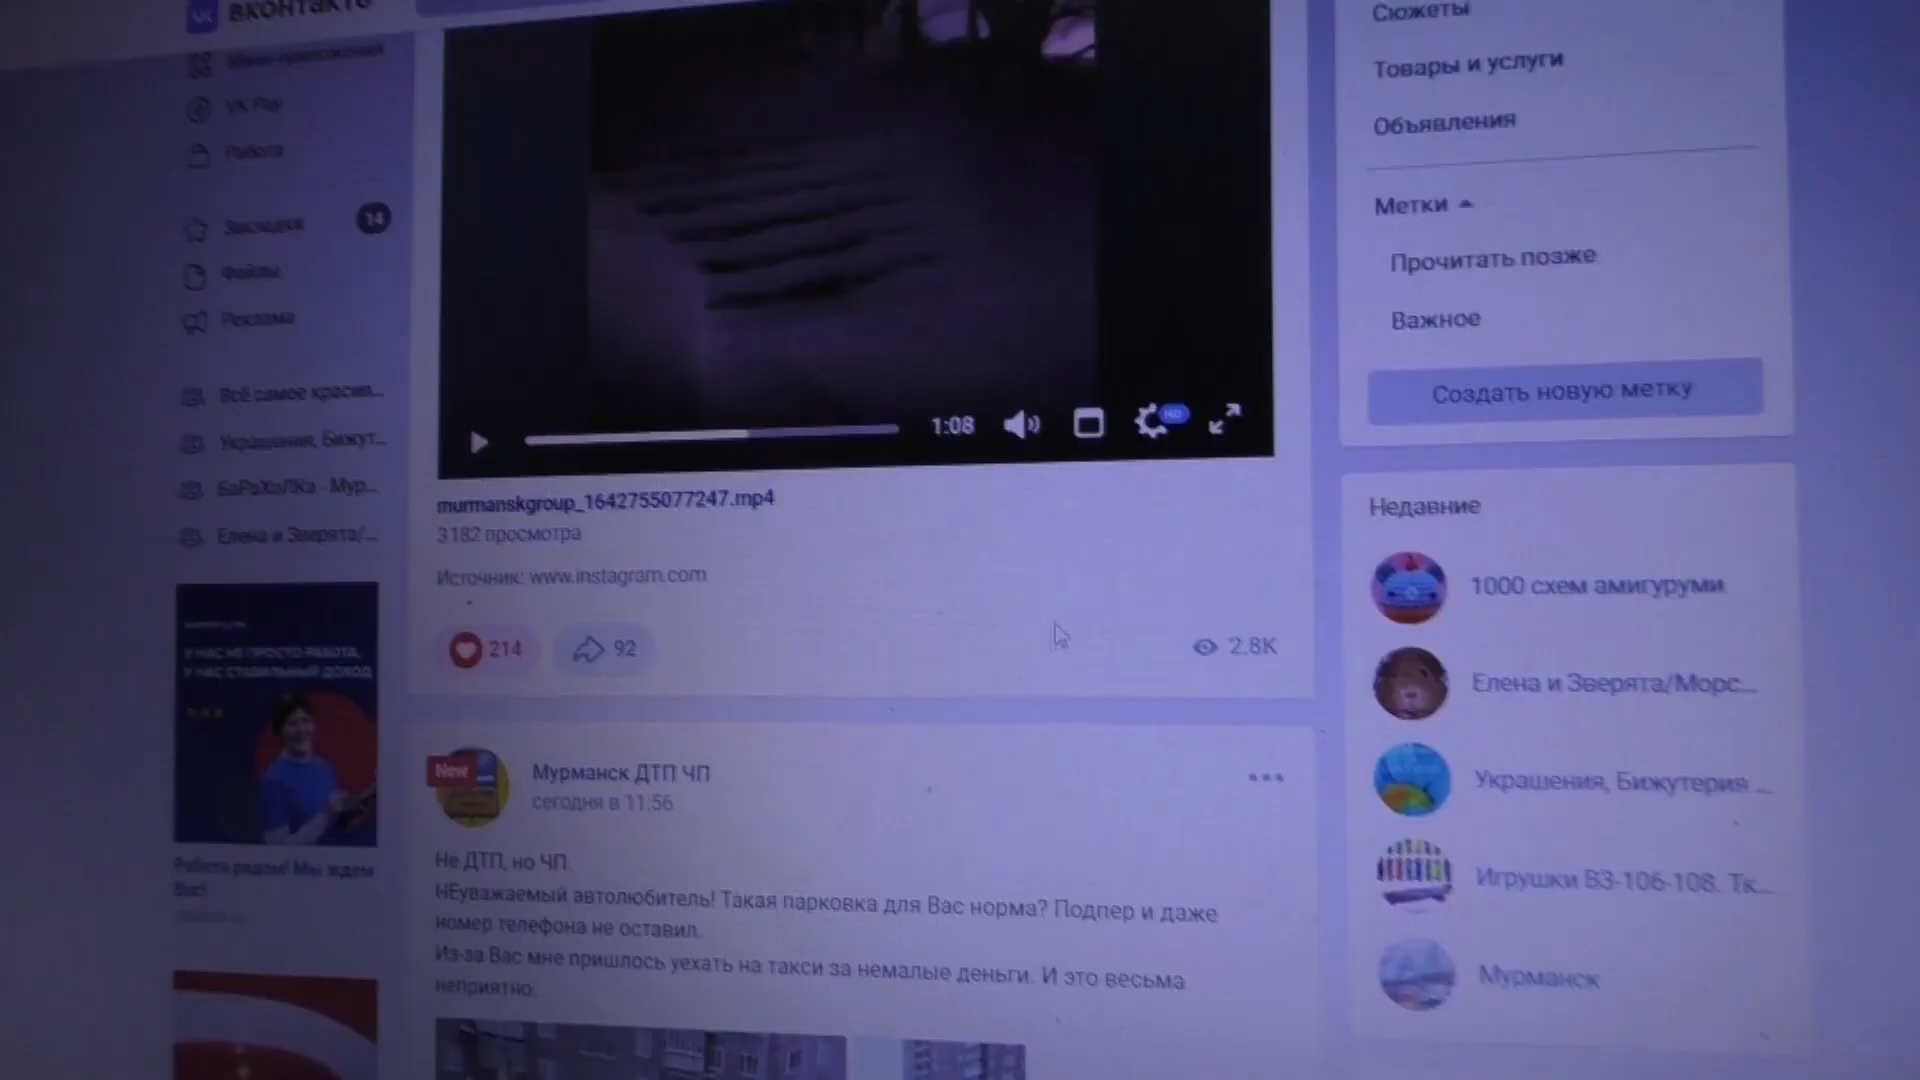 вконтакте
Мини-приложения
VK Pay
Работа
Закладки
14
Файлы
Реклама
Всё самое красив...
Украшения, Бижут...
БаРаХоЛКа - Мур...
Елена и Зверята/...
У НАС НЕ ПРОСТО РАБОТА,
У НАС СТАБИЛЬНЫЙ ДОХОД
Работа рядом! Мы ждем
Вас!
1:08
HD
murmanskgroup_1642755077247.mp4
3 182 просмотра
Источник: www.instagram.com
214
92
2.8K
New
Мурманск ДТП ЧП
сегодня в 11:56
Не ДТП, но ЧП.
НЕуважаемый автолюбитель! Такая парковка для Вас норма? Подпер и даже
номер телефона не оставил.
Из-за Вас мне пришлось уехать на такси за немалые деньги. И это весьма
неприятно.
Сюжеты
Товары и услуги
Объявления
Метки
Прочитать позже
Важное
Создать новую метку
Недавние
1000 схем амигуруми
Елена и Зверята/Морс...
Украшения, Бижутерия ...
Игрушки В3-106-108. Тк...
Мурманск